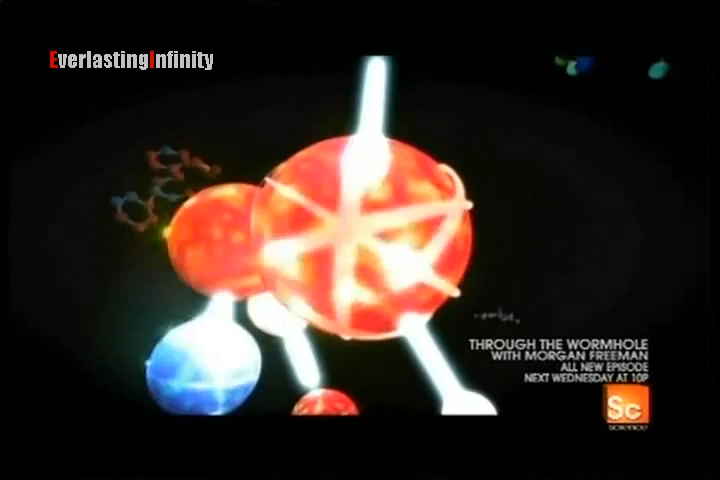 EverlastingInfinity
THROUGH THE WORMHOLE
WITH MORGAN FREEMAN
ALL NEW EPISODE
NEXT WEDNESDAY AT 10P
Sc
science